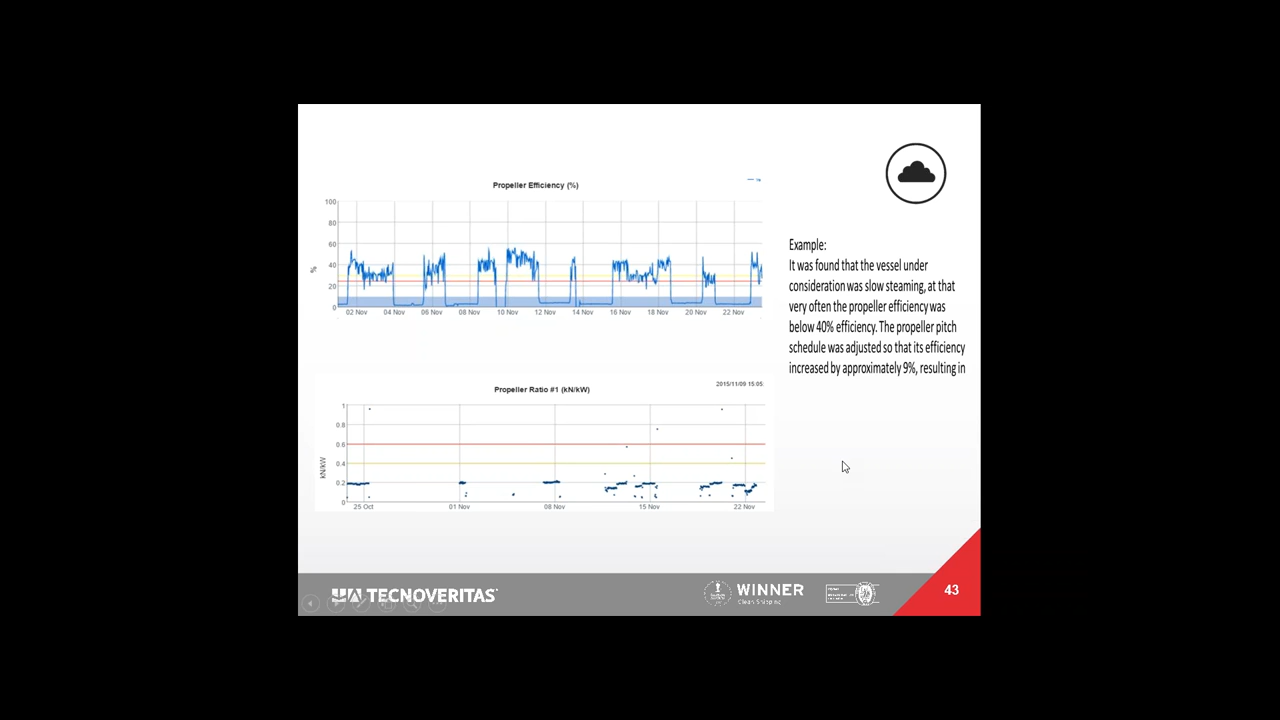 Propeller Efficiency (%)
100
80
60
40
20
0
%
02 Nov 04 Nov 06 Nov 08 Nov 10 Nov 12 Nov 14 Nov 16 Nov 18 Nov 20 Nov 22 Nov
Example:
It was found that the vessel under
consideration was slow steaming, at that
very often the propeller efficiency was
below 40% efficiency. The propeller pitch
schedule was adjusted so that its efficiency
increased by approximately 9%, resulting in
2015/11/09 15:05
Propeller Ratio #1 (kN/kW)
1
0.8
0.6
0.4
0.2
0
kN/kW
25 Oct 01 Nov 08 Nov 15 Nov 22 Nov
TECNOVERITAS
WINNER
Clean Shipping
43